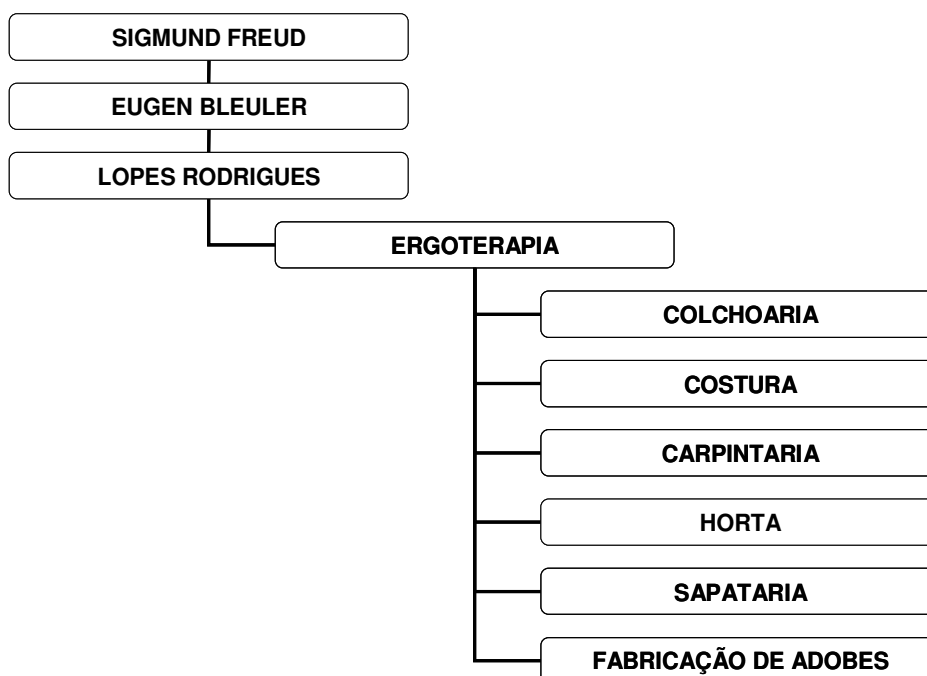 SIGMUND FREUD
EUGEN BLEULER
LOPES RODRIGUES
ERGOTERAPIA
COLCHOARIA
COSTURA
CARPINTARIA
HORTA
SAPATARIA
FABRICAÇÃO DE ADOBES